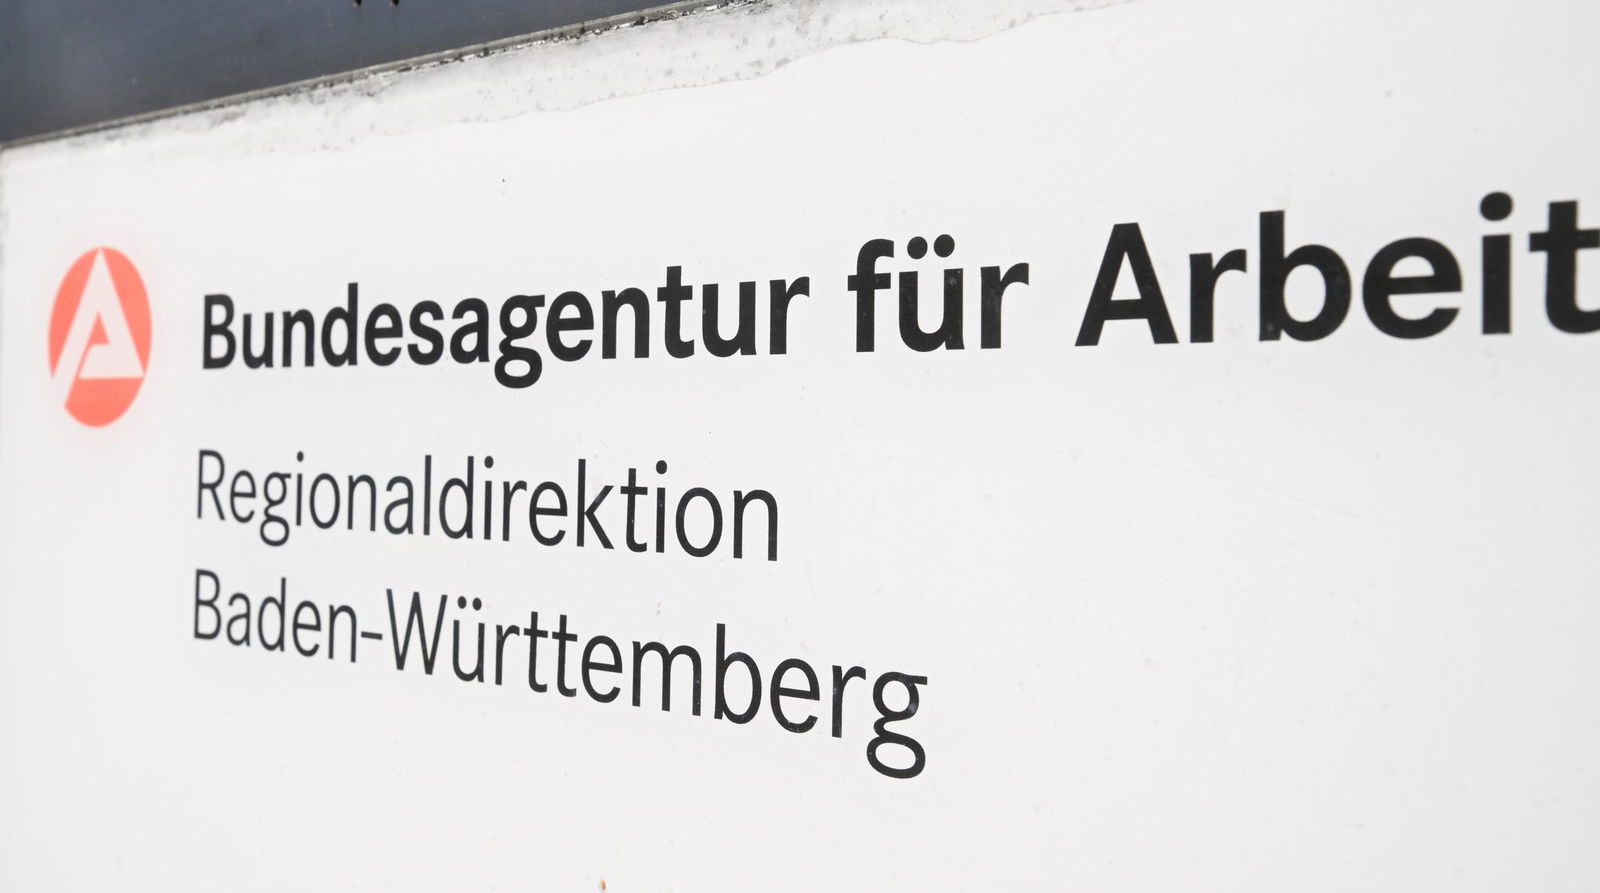 Bundesagentur für Arbeit
Regionaldirektion
Baden-Württemberg